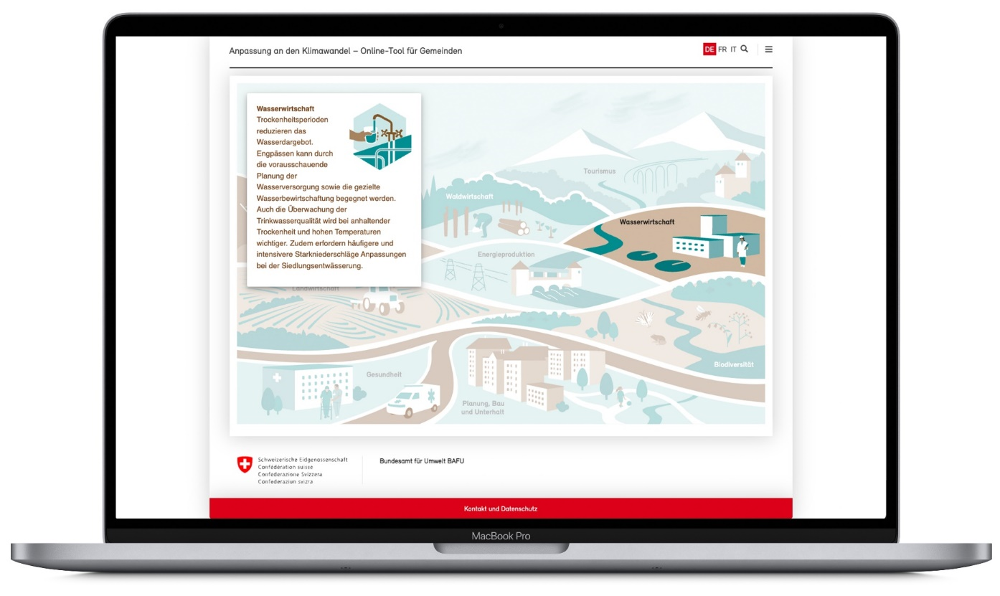 Anpassung an den Klimawandel – Online-Tool für Gemeinden
DE FR IT
Wasserwirtschaft
Trockenheitsperioden
reduzieren das
Wasserdargebot.
Engpässen kann durch
die vorausschauende
Planung der
Wasserversorgung sowie die gezielte
Wasserbewirtschaftung begegnet werden.
Auch die Überwachung der
Trinkwasserqualität wird bei anhaltender
Trockenheit und hohen Temperaturen
wichtiger. Zudem erfordern häufigere und
intensivere Starkniederschläge Anpassungen
bei der Siedlungsentwässerung.
Tourismus
Waldwirtschaft
Wasserwirtschaft
Energieproduktion
Landwirtschaft
Biodiversität
Gesundheit
Planung, Bau
und Unterhalt
Schweizerische Eidgenossenschaft
Confédération suisse
Confederazione Svizzera
Confederaziun svizra
Bundesamt für Umwelt BAFU
Kontakt und Datenschutz
MacBook Pro